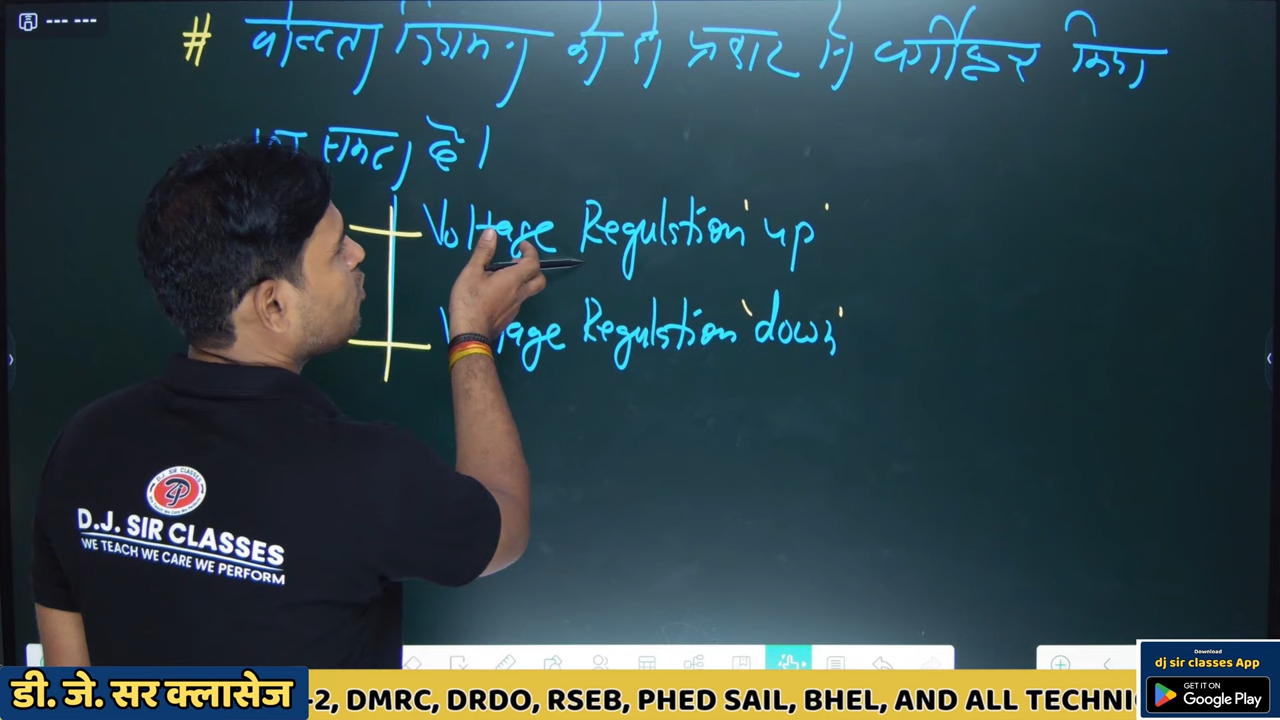 # वोल्टता नियमन को दो प्रकार से वर्गीकृत किया
जा सकता है।
Voltage Regulation 'up'
Voltage Regulation 'down'
D.J. SIR CLASSES
WE TEACH WE CARE WE PERFORM
डी. जे. सर क्लासेज
-2, DMRC, DRDO, RSEB, PHED SAIL, BHEL, AND ALL TECHNI
Download
dj sir classes App
GET IT ON
Google Play